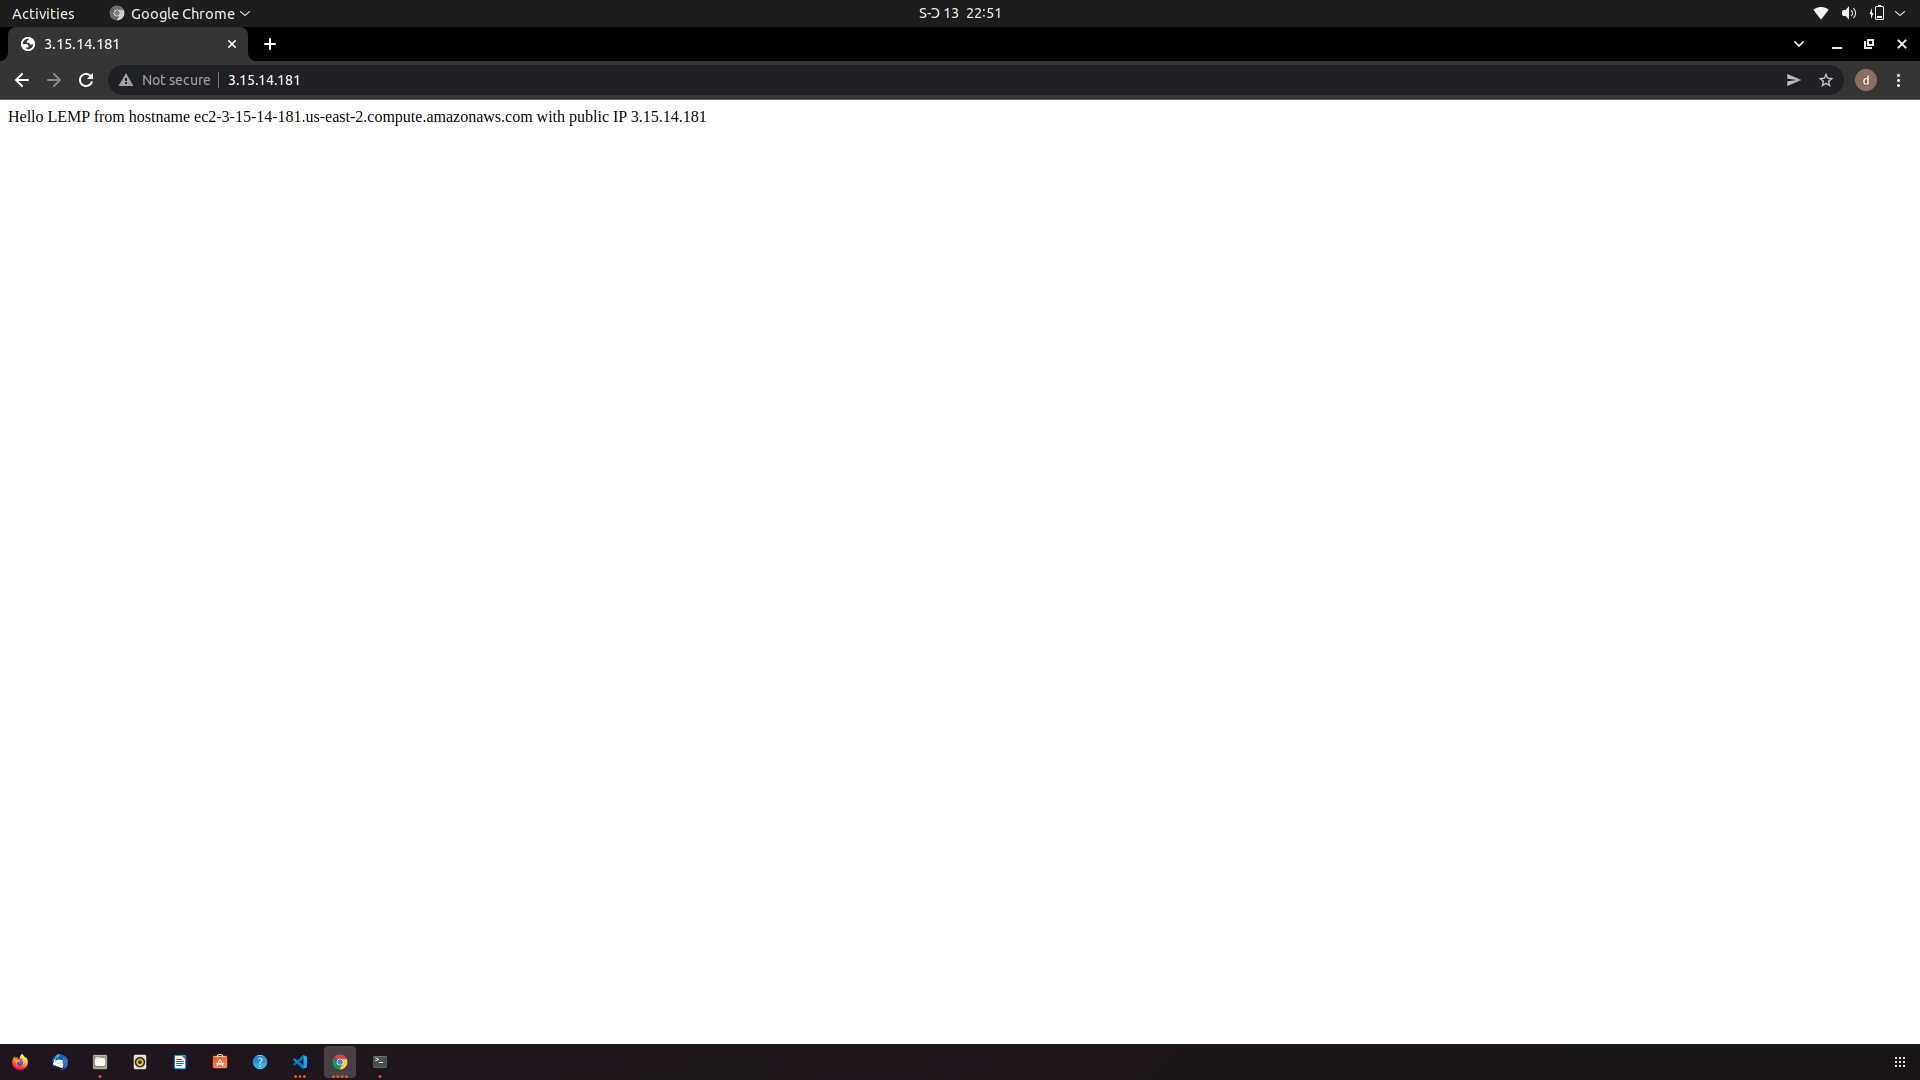 Activities
Google Chrome
S-Ɔ 13 22:51
3.15.14.181
Not secure
3.15.14.181
d
Hello LEMP from hostname ec2-3-15-14-181.us-east-2.compute.amazonaws.com with public IP 3.15.14.181